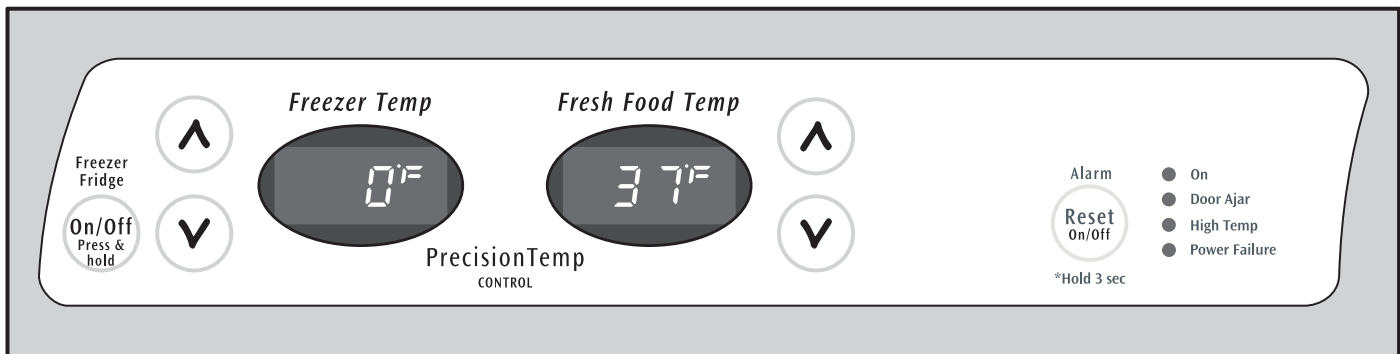 Freezer Temp
Fresh Food Temp
Freezer
Fridge
On/Off
Press &
hold
0°F
37°F
PrecisionTemp
CONTROL
Alarm
Reset
On/Off
*Hold 3 sec
On
Door Ajar
High Temp
Power Failure